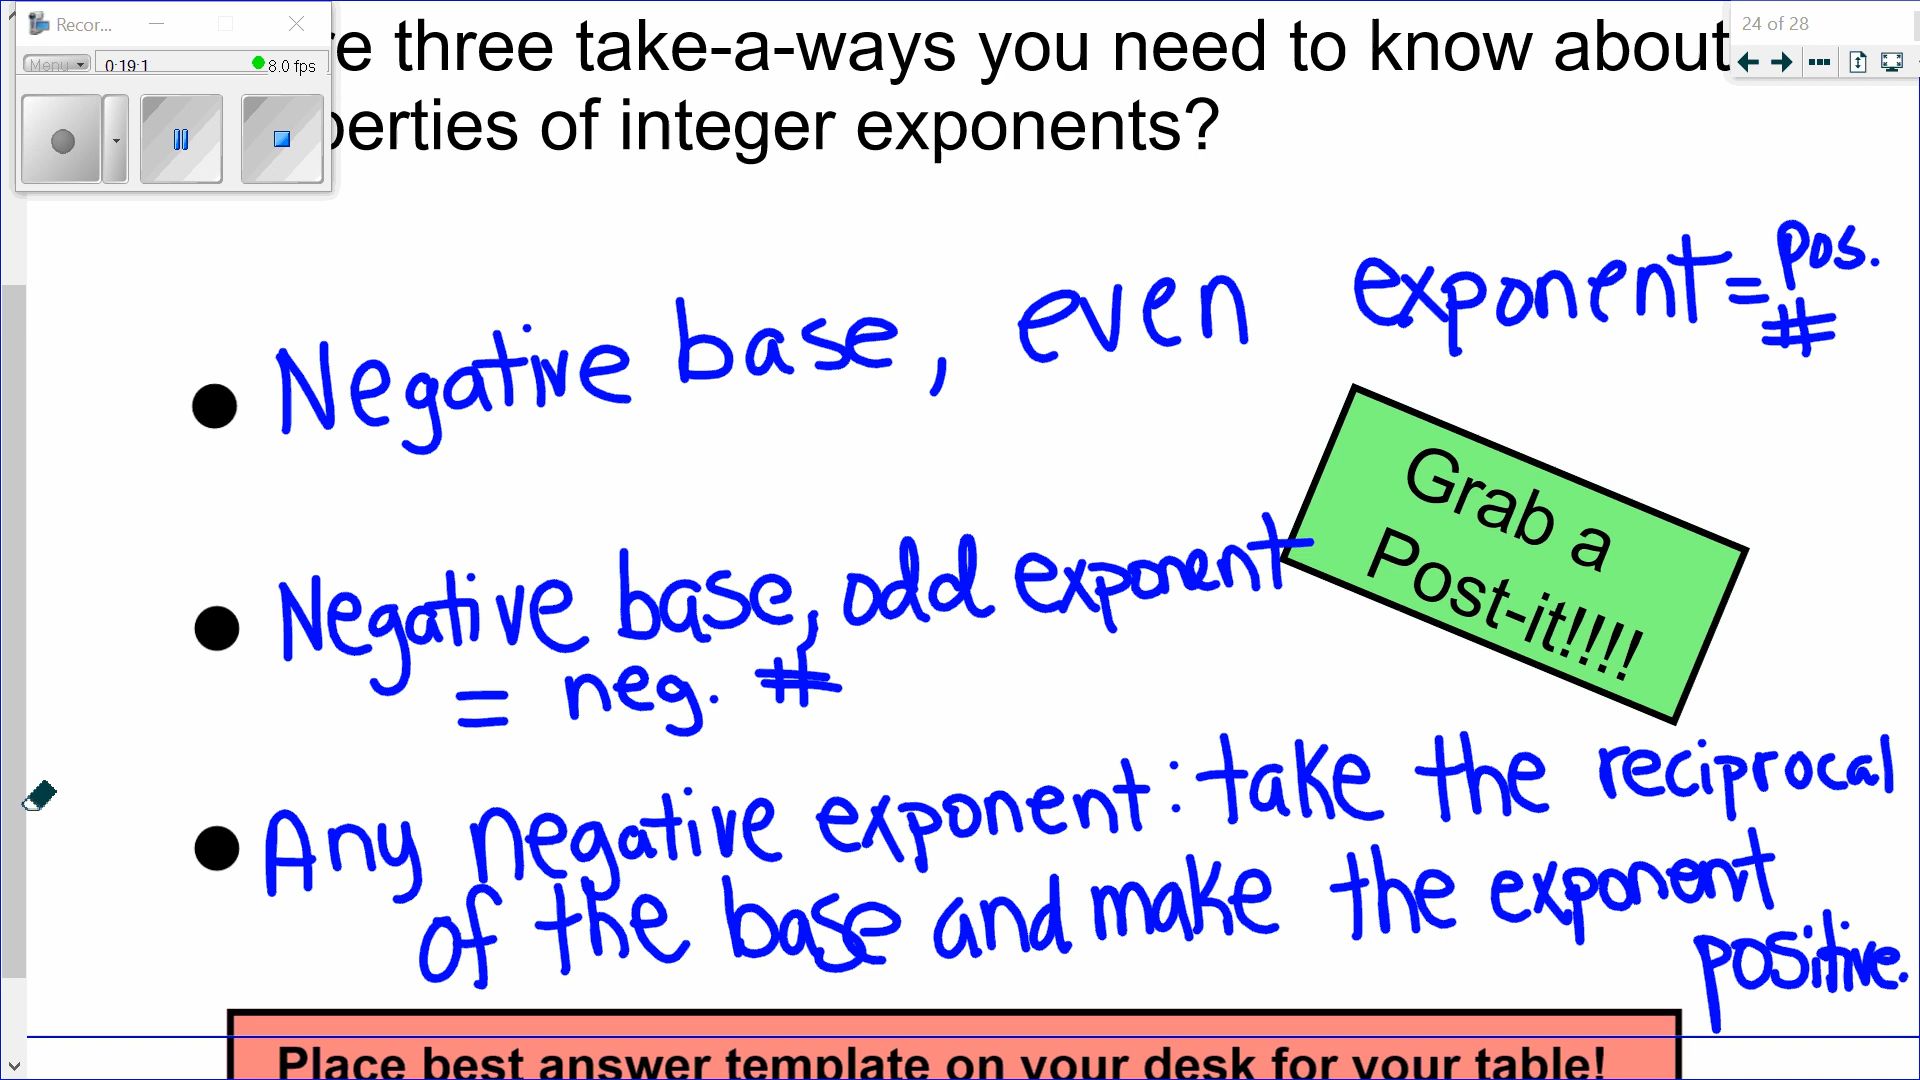 Recor...
Menu
0:19:1
8.0 fps
24 of 28
re three take-a-ways you need to know about
perties of integer exponents?
Negative base, even exponent = pos.
#
Negative base, odd exponent
= neg. #
Grab a
Post-it!!!!
Any negative exponent: take the reciprocal
of the base and make the exponent
positive.
Place best answer template on your desk for your table!